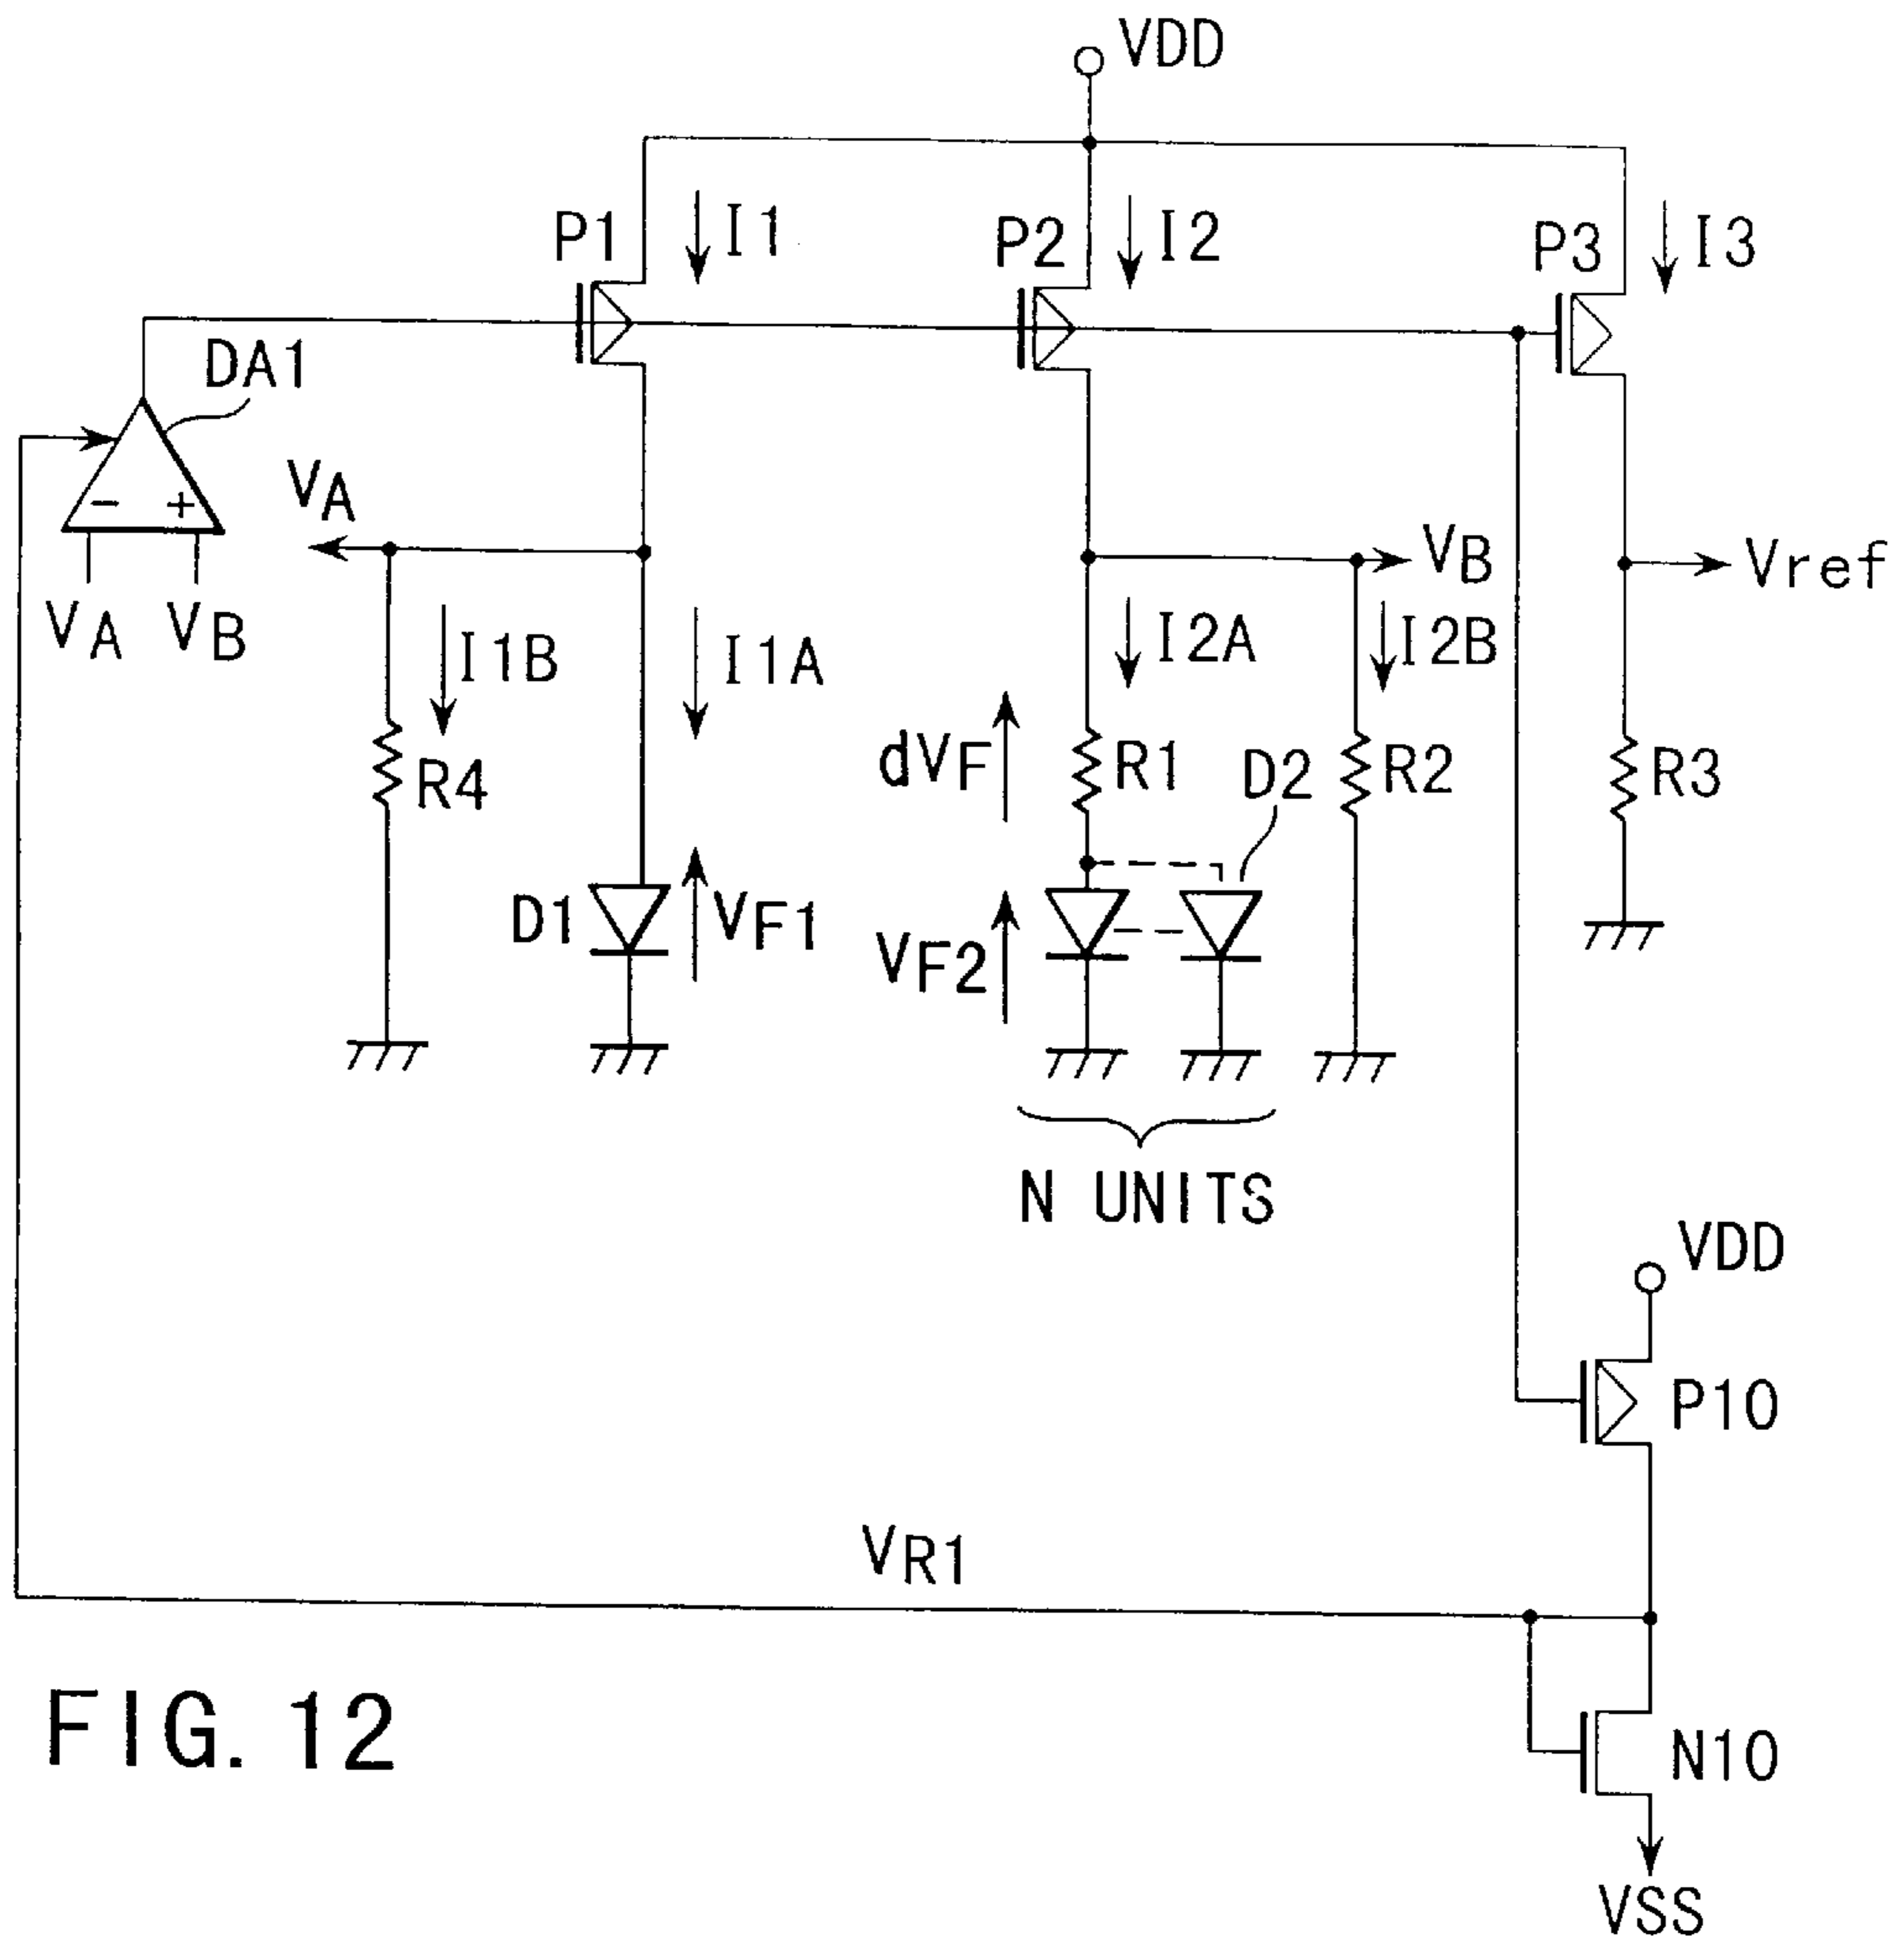 VDD
P1
I1
P2
I2
P3
I3
DA1
- +
VA
VB
VA
I1B
I1A
VB
I2A
I2B
Vref
R4
dVF
R1
D2
R2
R3
D1
VF1
VF2
N UNITS
VDD
P10
VR1
N10
VSS
FIG. 12